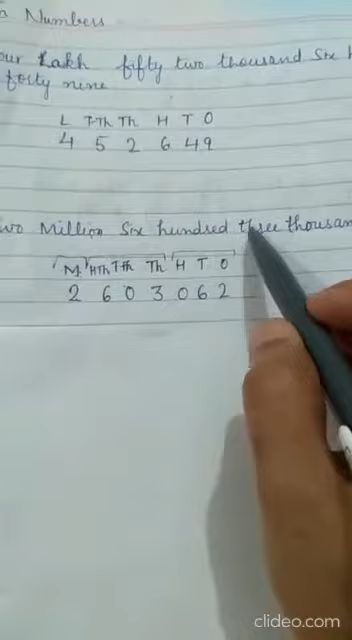 Numbers
Lakh fifty two thousand Six
forty nine
L T-Th Th H T O
4 5 2 6 4 9
Million Six hundred three thousan
M HTh T-th Th H T O
2 6 0 3 0 6 2
clideo.com